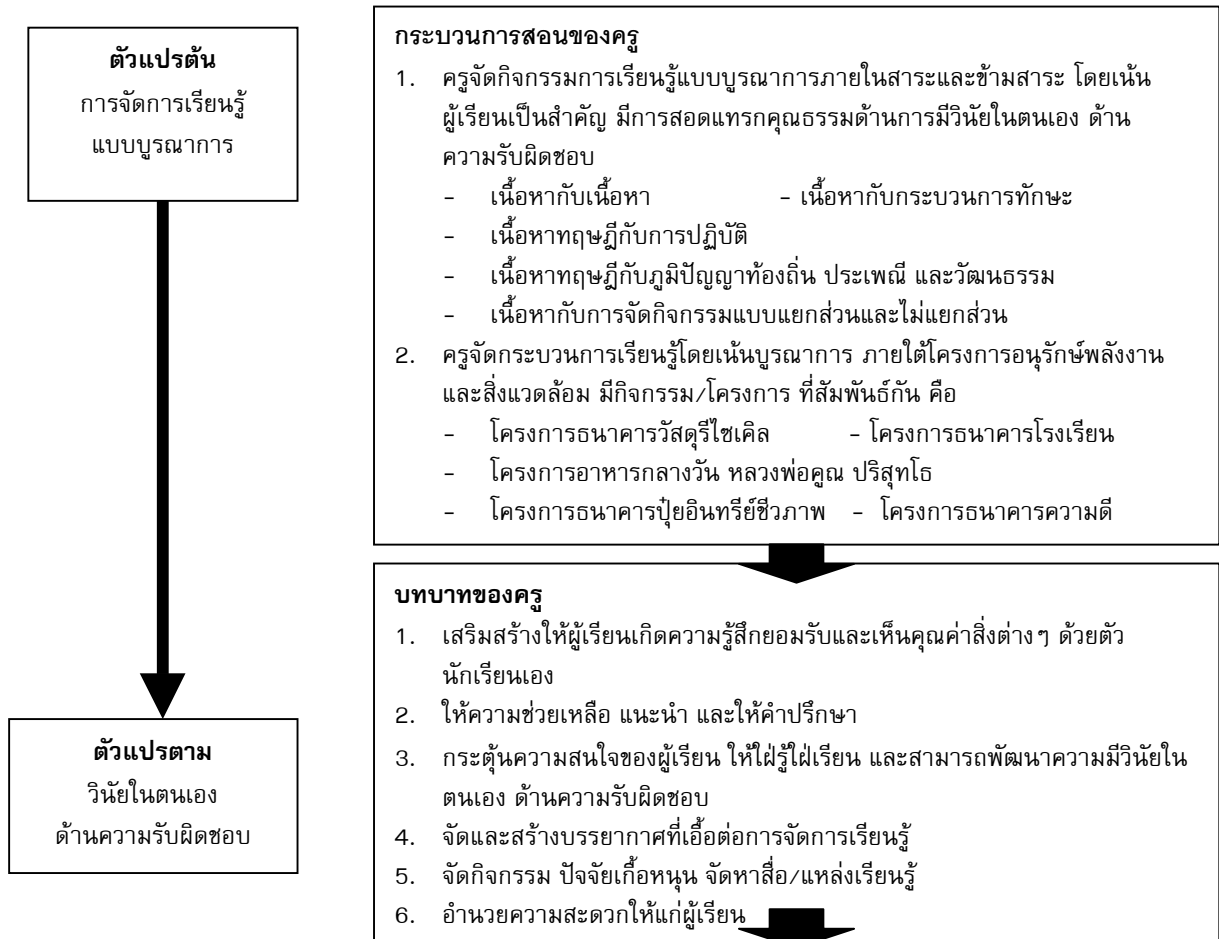 ตัวแปรต้น
การจัดการเรียนรู้
แบบบูรณาการ
ตัวแปรตาม
วินัยในตนเอง
ด้านความรับผิดชอบ
กระบวนการสอนของครู
1. ครูจัดกิจกรรมการเรียนรู้แบบบูรณาการภายในสาระและข้ามสาระ โดยเน้น
ผู้เรียนเป็นสำคัญ มีการสอดแทรกคุณธรรมด้านการมีวินัยในตนเอง ด้าน
ความรับผิดชอบ
- เนื้อหากับเนื้อหา - เนื้อหากับกระบวนการทักษะ
- เนื้อหาทฤษฎีกับการปฏิบัติ
- เนื้อหาทฤษฎีกับภูมิปัญญาท้องถิ่น ประเพณี และวัฒนธรรม
- เนื้อหากับการจัดกิจกรรมแบบแยกส่วนและไม่แยกส่วน
2. ครูจัดกระบวนการเรียนรู้โดยเน้นบูรณาการ ภายใต้โครงการอนุรักษ์พลังงาน
และสิ่งแวดล้อม มีกิจกรรม/โครงการ ที่สัมพันธ์กัน คือ
- โครงการธนาคารวัสดุรีไซเคิล - โครงการธนาคารโรงเรียน
- โครงการอาหารกลางวัน หลวงพ่อคูณ ปริสุทโธ
- โครงการธนาคารปุ๋ยอินทรีย์ชีวภาพ - โครงการธนาคารความดี
บทบาทของครู
1. เสริมสร้างให้ผู้เรียนเกิดความรู้สึกยอมรับและเห็นคุณค่าสิ่งต่างๆ ด้วยตัว
นักเรียนเอง
2. ให้ความช่วยเหลือ แนะนำ และให้คำปรึกษา
3. กระตุ้นความสนใจของผู้เรียน ให้ใฝ่รู้ใฝ่เรียน และสามารถพัฒนาความมีวินัยใน
ตนเอง ด้านความรับผิดชอบ
4. จัดและสร้างบรรยากาศที่เอื้อต่อการจัดการเรียนรู้
5. จัดกิจกรรม ปัจจัยเกื้อหนุน จัดหาสื่อ/แหล่งเรียนรู้
6. อำนวยความสะดวกให้แก่ผู้เรียน